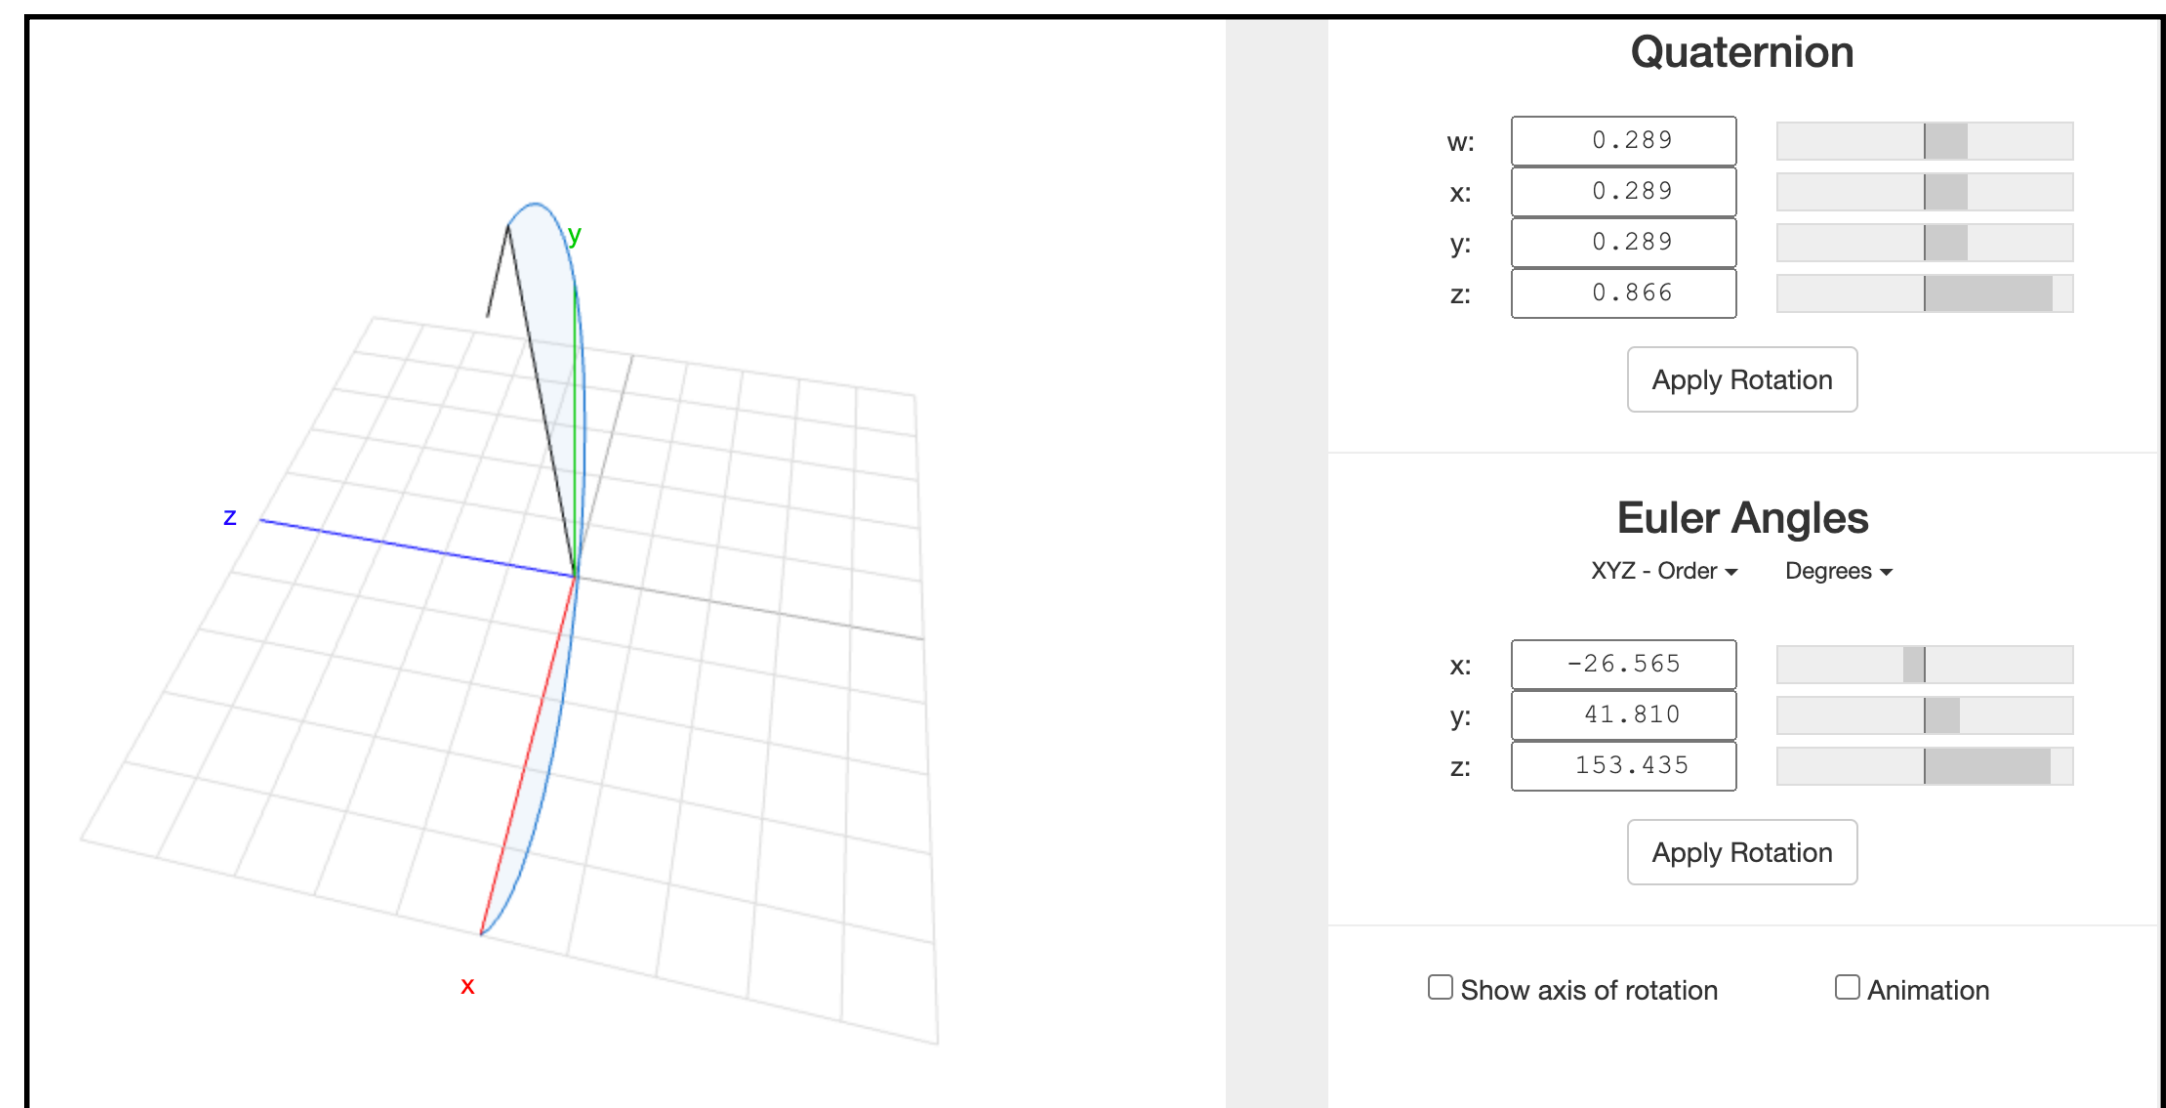 Quaternion
w: 0.289
x: 0.289
y: 0.289
z: 0.866
Apply Rotation
Euler Angles
XYZ - Order Degrees
x: -26.565
y: 41.810
z: 153.435
Apply Rotation
Show axis of rotation Animation
y
z
x